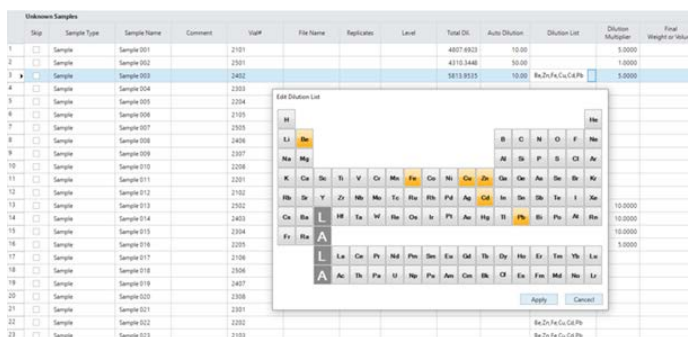 Unknown Samples
Skip Sample Type Sample Name Comment Vial# File Name Replicates Level Total Dil. Auto Dilution Dilution List Dilution Multiplier Final Weight or Volu
1 Sample Sample 001 2101 4807.6923 10.00 5.0000
2 Sample Sample 002 2501 4310.3448 50.00 1.0000
3 Sample Sample 003 2402 5813.9535 10.00 Be,Zn,Fe,Cu,Cd,Pb 5.0000
4 Sample Sample 004 2303
5 Sample Sample 005 2204
6 Sample Sample 006 2105
7 Sample Sample 007 2505
8 Sample Sample 008 2406
9 Sample Sample 009 2307
10 Sample Sample 010 2208
11 Sample Sample 011 2201
12 Sample Sample 012 2102
13 Sample Sample 013 2502 10.0000
14 Sample Sample 014 2403 10.0000
15 Sample Sample 015 2304 10.0000
16 Sample Sample 016 2205 5.0000
17 Sample Sample 017 2106
18 Sample Sample 018 2506
19 Sample Sample 019 2407
20 Sample Sample 020 2308
21 Sample Sample 021 2301
22 Sample Sample 022 2202 Be,Zn,Fe,Cu,Cd,Pb
23 Sample Sample 023 2103 Be,Zn,Fe,Cu,Cd,Pb
Edit Dilution List
H He
Li Be B C N O F Ne
Na Mg Al Si P S Cl Ar
K Ca Sc Ti V Cr Mn Fe Co Ni Cu Zn Ga Ge As Se Br Kr
Rb Sr Y Zr Nb Mo Tc Ru Rh Pd Ag Cd In Sn Sb Te I Xe
Cs Ba L Hf Ta W Re Os Ir Pt Au Hg Tl Pb Bi Po At Rn
Fr Ra A
L La Ce Pr Nd Pm Sm Eu Gd Tb Dy Ho Er Tm Yb Lu
A Ac Th Pa U Np Pu Am Cm Bk Cf Es Fm Md No Lr
Apply Cancel